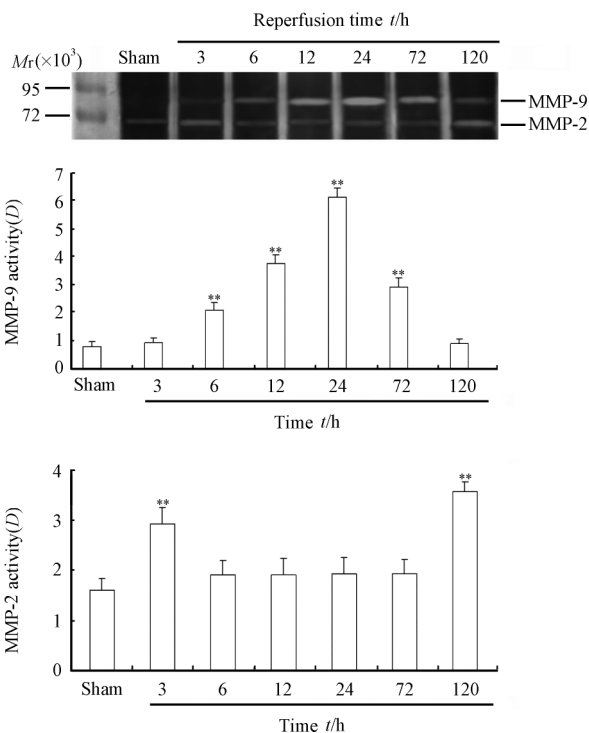 Reperfusion time t/h
Mr(×10³) Sham 3 6 12 24 72 120
95
MMP-9
72
MMP-2
7
6
5
4
3
2
1
0
MMP-9 activity(D)
**
**
**
**
Sham 3 6 12 24 72 120
Time t/h
4
3
2
1
0
MMP-2 activity(D)
**
**
Sham 3 6 12 24 72 120
Time t/h